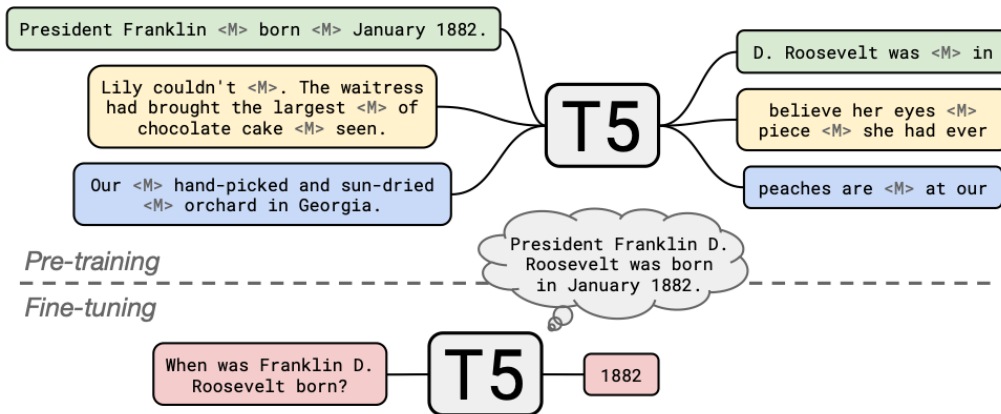 President Franklin <M> born <M> January 1882.
Lily couldn't <M>. The waitress
had brought the largest <M> of
chocolate cake <M> seen.
Our <M> hand-picked and sun-dried
<M> orchard in Georgia.
T5
D. Roosevelt was <M> in
believe her eyes <M>
piece <M> she had ever
peaches are <M> at our
Pre-training
President Franklin D.
Roosevelt was born
in January 1882.
Fine-tuning
When was Franklin D.
Roosevelt born?
T5
1882